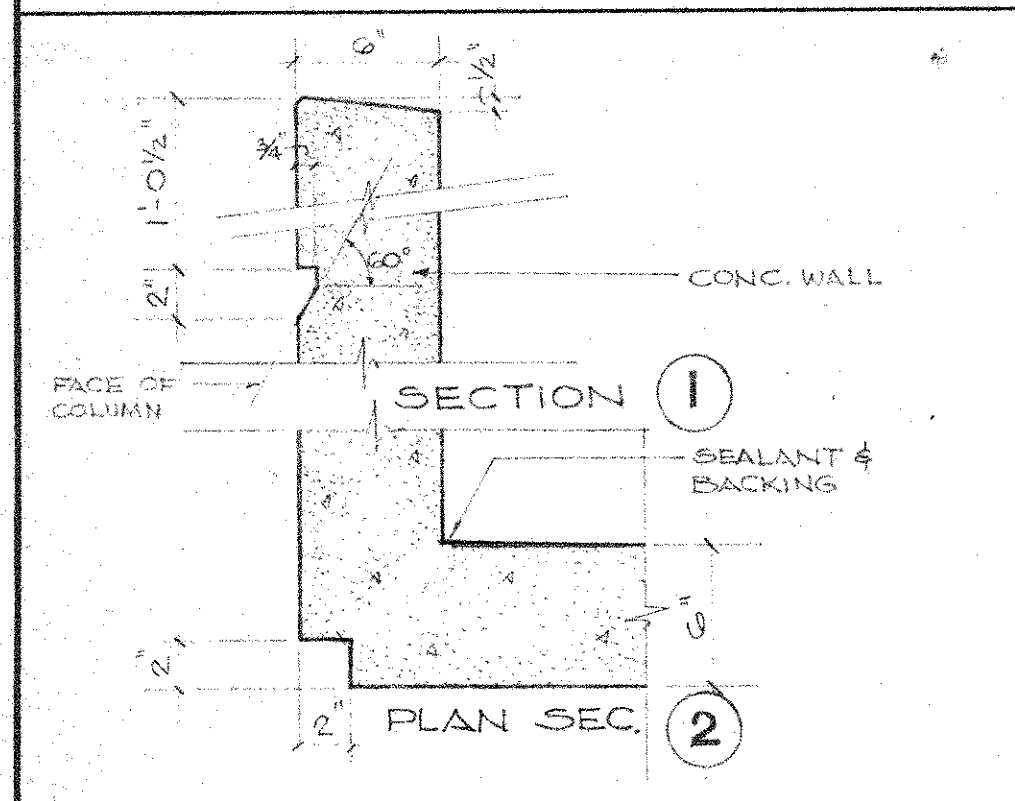 6"
1/2"
1'-0 1/2"
3/4"
60°
2"
CONC. WALL
FACE OF
COLUMN
SECTION 1
SEALANT &
BACKING
6"
2"
2"
PLAN SEC. 2